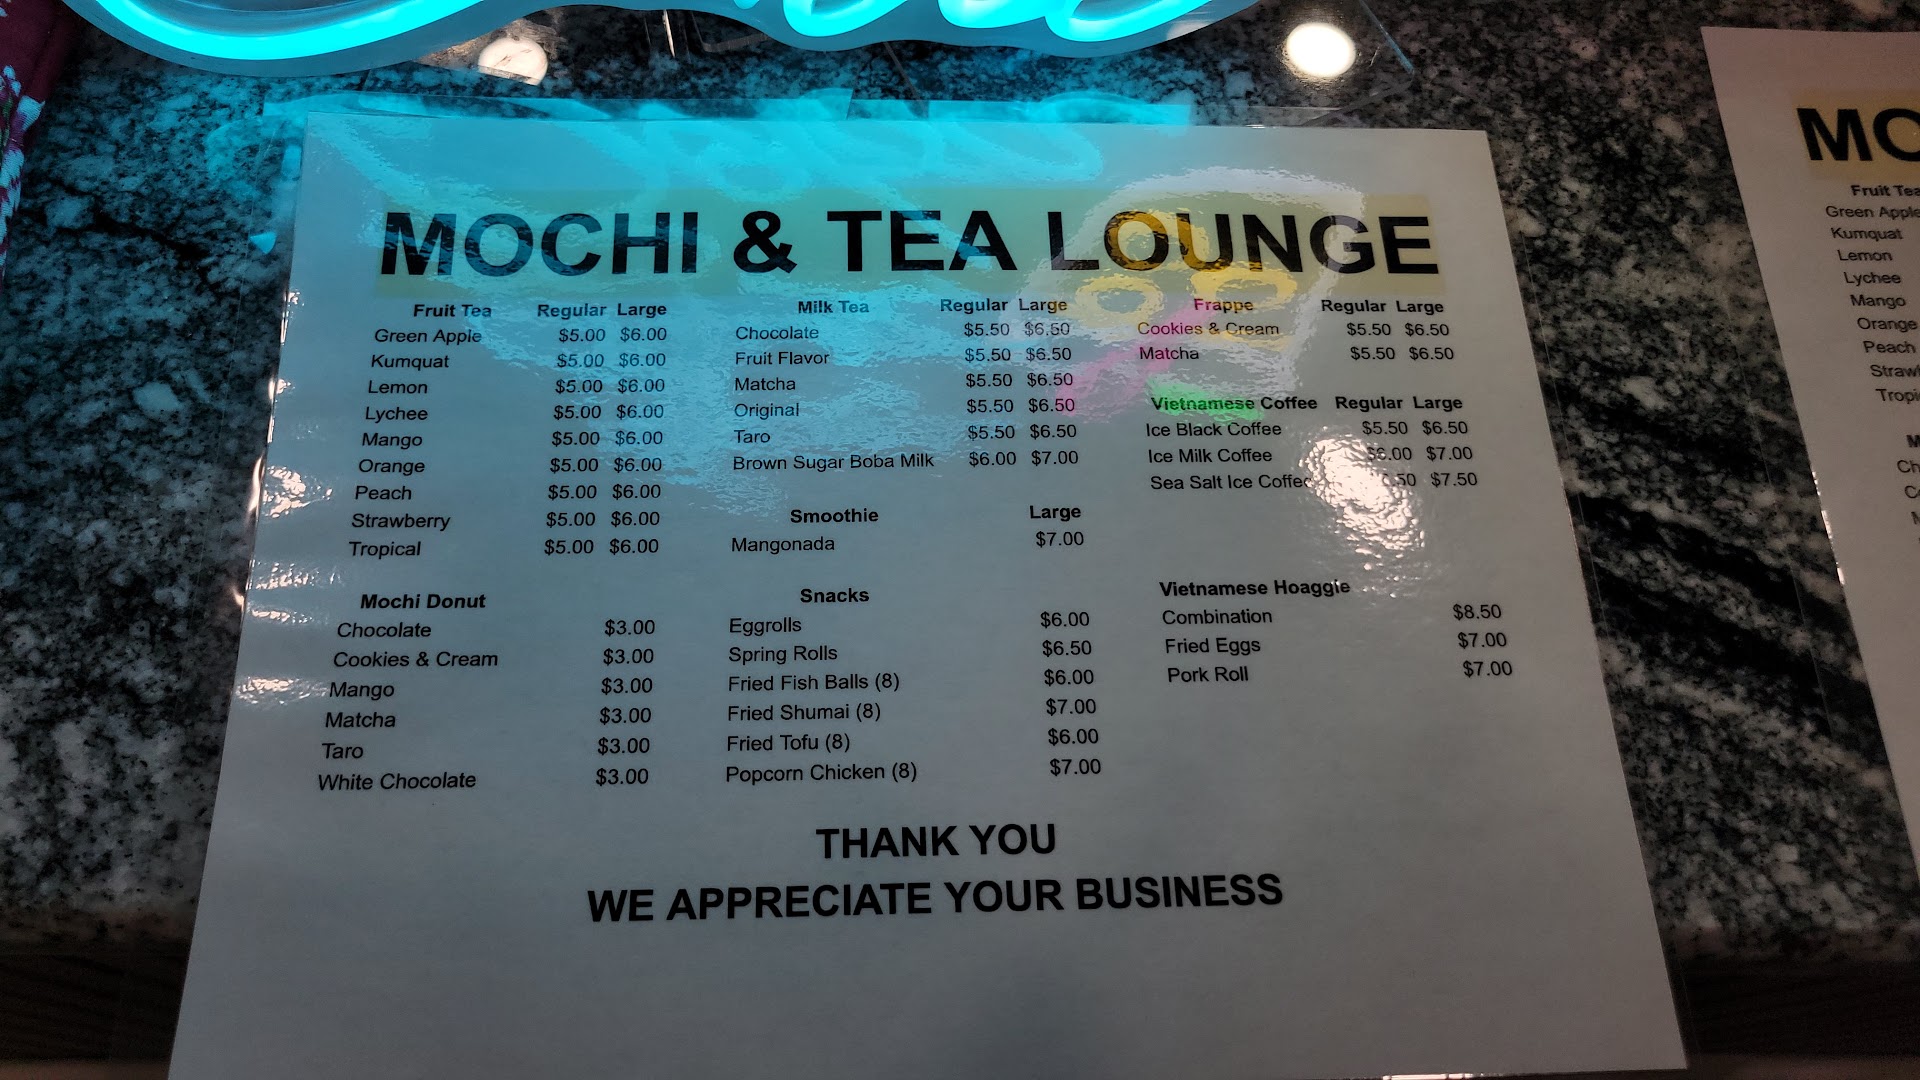 MOCHI & TEA LOUNGE
Fruit Tea Regular Large
Green Apple $5.00 $6.00
Kumquat $5.00 $6.00
Lemon $5.00 $6.00
Lychee $5.00 $6.00
Mango $5.00 $6.00
Orange $5.00 $6.00
Peach $5.00 $6.00
Strawberry $5.00 $6.00
Tropical $5.00 $6.00
Mochi Donut
Chocolate $3.00
Cookies & Cream $3.00
Mango $3.00
Matcha $3.00
Taro $3.00
White Chocolate $3.00
Milk Tea Regular Large
Chocolate $5.50 $6.50
Fruit Flavor $5.50 $6.50
Matcha $5.50 $6.50
Original $5.50 $6.50
Taro $5.50 $6.50
Brown Sugar Boba Milk $6.00 $7.00
Smoothie Large
Mangonada $7.00
Snacks
Eggrolls $6.00
Spring Rolls $6.50
Fried Fish Balls (8) $6.00
Fried Shumai (8) $7.00
Fried Tofu (8) $6.00
Popcorn Chicken (8) $7.00
Frappe Regular Large
Cookies & Cream $5.50 $6.50
Matcha $5.50 $6.50
Vietnamese Coffee Regular Large
Ice Black Coffee $5.50 $6.50
Ice Milk Coffee $6.00 $7.00
Sea Salt Ice Coffee $7.50
Vietnamese Hoaggie
Combination $8.50
Fried Eggs $7.00
Pork Roll $7.00
THANK YOU
WE APPRECIATE YOUR BUSINESS
Fruit Tea
Green Apple
Kumquat
Lemon
Lychee
Mango
Orange
Peach